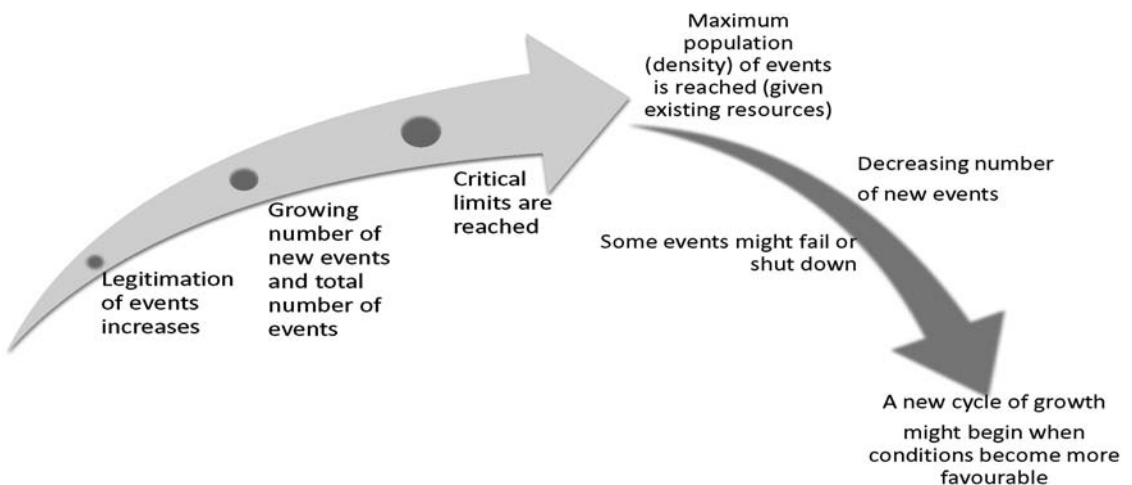 Legitimation
of events
increases
Growing
number of
new events
and total
number of
events
Critical
limits are
reached
Maximum
population
(density) of events
is reached (given
existing resources)
Decreasing number
of new events
Some events might fail or
shut down
A new cycle of growth
might begin when
conditions become more
favourable